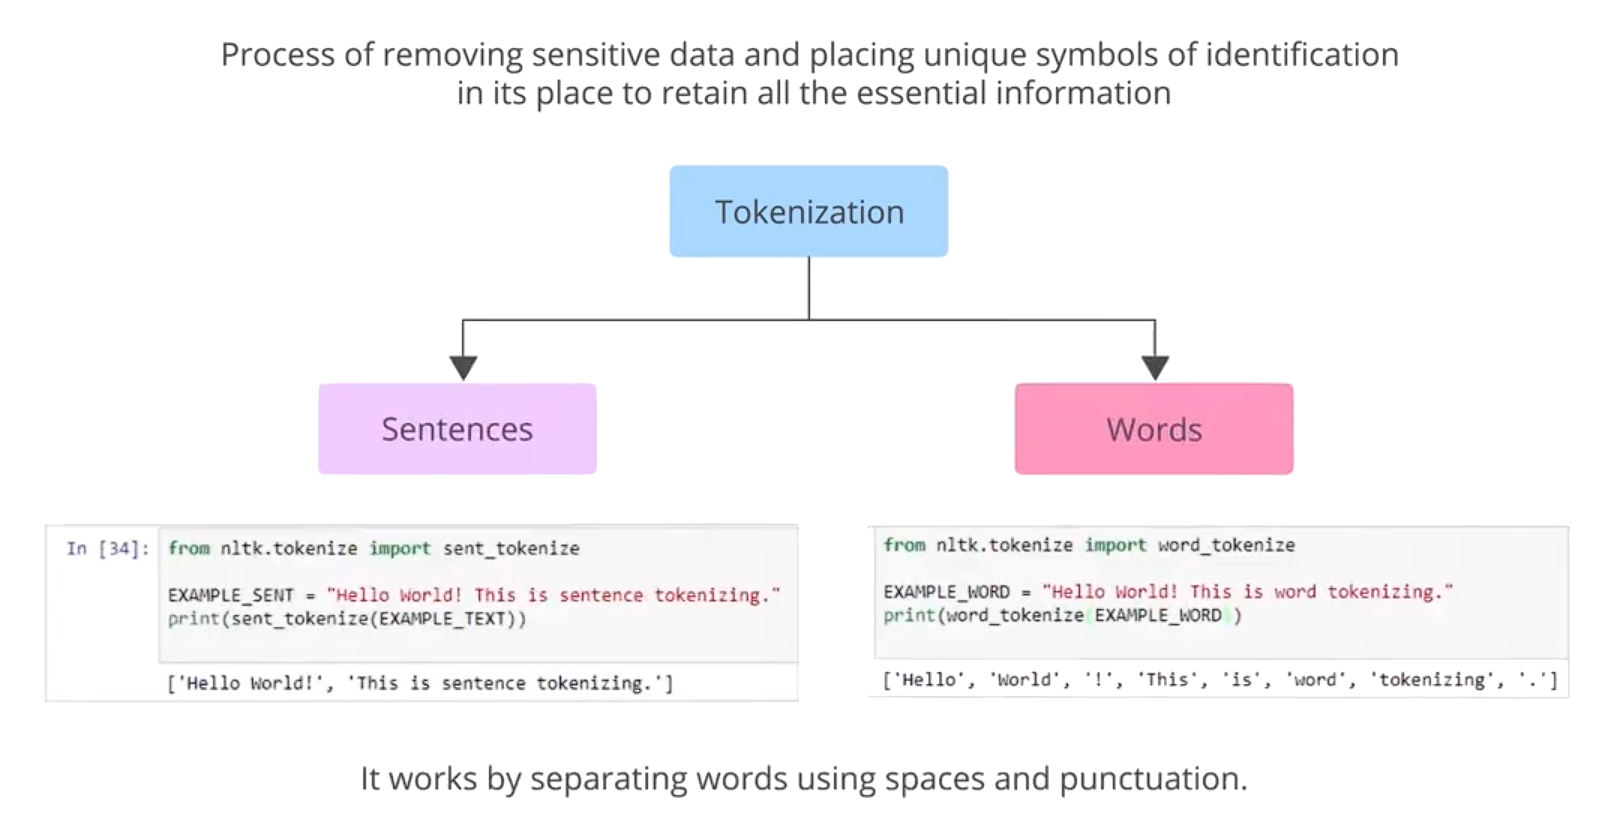 Process of removing sensitive data and placing unique symbols of identification
in its place to retain all the essential information
Tokenization
Sentences
Words
In [34]:
from nltk.tokenize import sent_tokenize
EXAMPLE_SENT = "Hello World! This is sentence tokenizing."
print(sent_tokenize(EXAMPLE_TEXT))
['Hello World!', 'This is sentence tokenizing.']
from nltk.tokenize import word_tokenize
EXAMPLE_WORD = "Hello World! This is word tokenizing."
print(word_tokenize(EXAMPLE_WORD))
['Hello', 'World', '!', 'This', 'is', 'word', 'tokenizing', '.']
It works by separating words using spaces and punctuation.